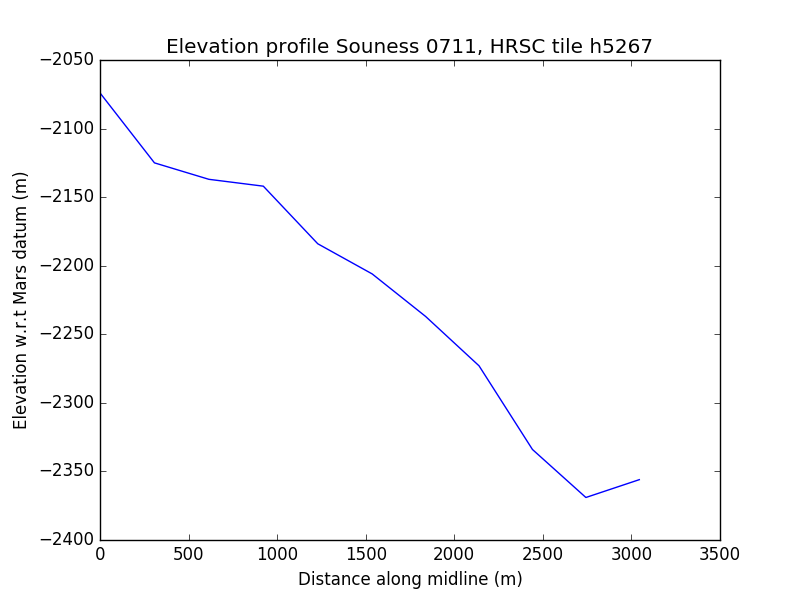 Elevation profile Souness 0711, HRSC tile h5267
−2050
−2100
−2150
−2200
−2250
−2300
−2350
−2400
Elevation w.r.t Mars datum (m)
0 500 1000 1500 2000 2500 3000 3500
Distance along midline (m)